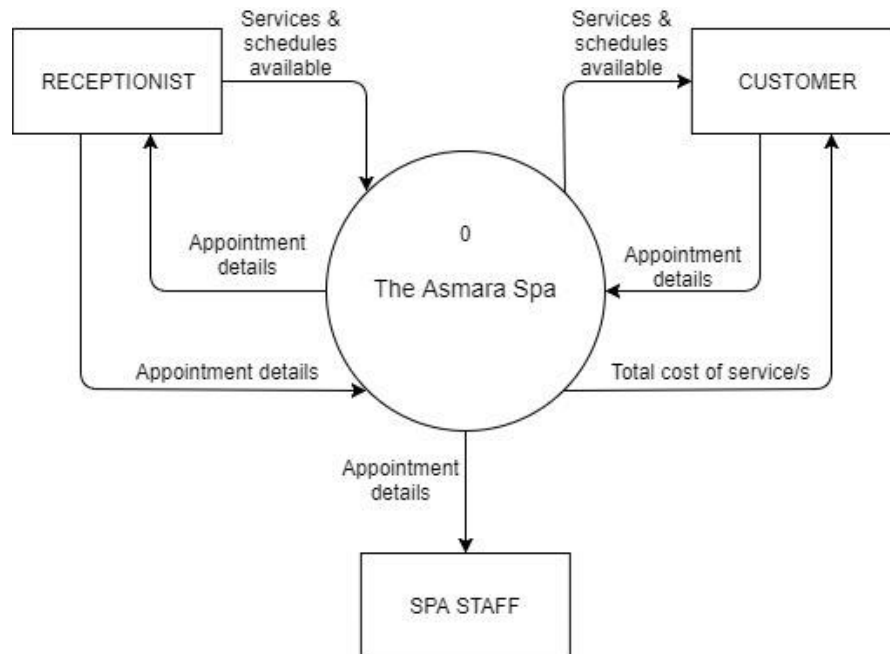 Services &
schedules
available
Services &
schedules
available
RECEPTIONIST
CUSTOMER
0
Appointment
details
The Asmara Spa
Appointment
details
Appointment details
Total cost of service/s
Appointment
details
SPA STAFF